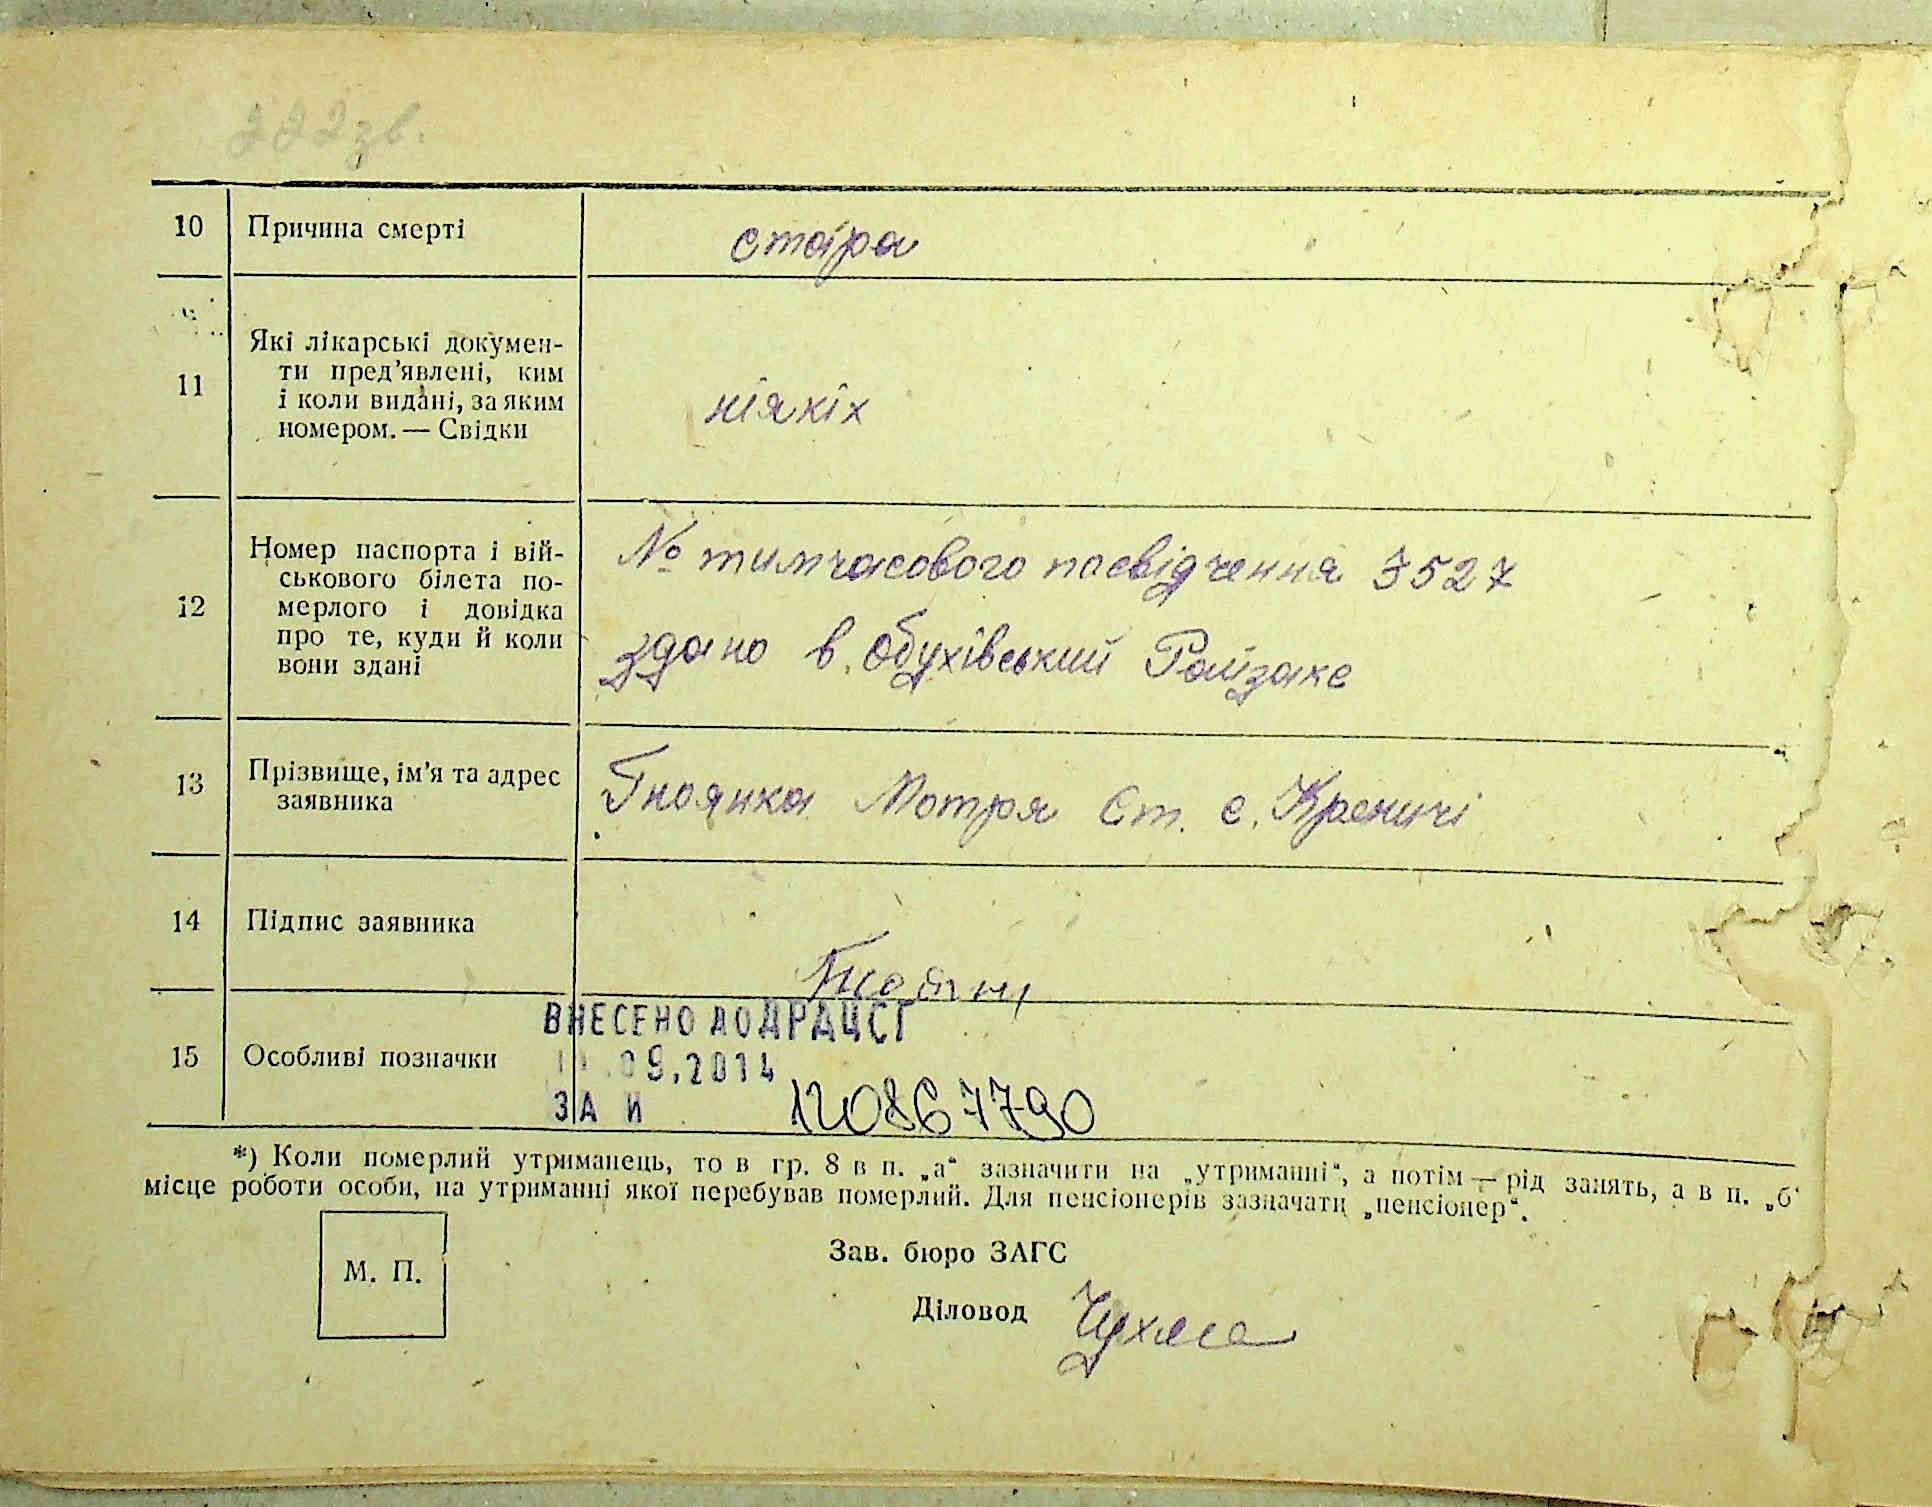 222зв.
10 Причина смерті стара
11 Які лікарські докумен-
ти пред’явлені, ким
і коли видані, за яким
номером. — Свідки
ніякіх
12 Номер паспорта і вій-
ськового білета по-
мерлого і довідка
про те, куди й коли
вони здані
№ тимчасового посвідчення 3527
здано в. Обухівський Райзакс
13 Прізвище, ім’я та адрес
заявника
Гноянка Мотря Ст. с. Креничі
14 Підпис заявника
15 Особливі позначки
ВНЕСЕНО ДО ДРАЦСГ
.09.2014
ЗА И 120867790
*) Коли померлий утриманець, то в гр. 8 в п. „а“ зазначити на „утриманні“, а потім — рід занять, а в п. „б“
місце роботи особи, на утриманні якої перебував померлий. Для пенсіонерів зазначати „пенсіонер“.
М. П.
Зав. бюро ЗАГС
Діловод